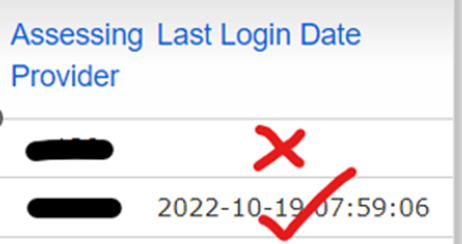 Assessing Last Login Date
Provider
2022-10-19 07:59:06